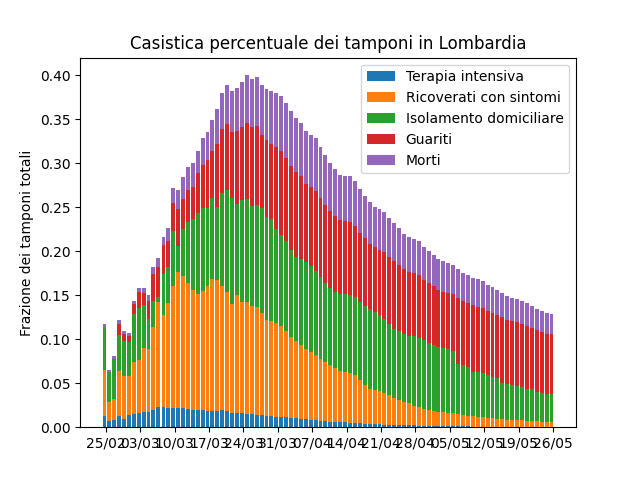 Casistica percentuale dei tamponi in Lombardia
Terapia intensiva
Ricoverati con sintomi
Isolamento domiciliare
Guariti
Morti
Frazione dei tamponi totali
0.40
0.35
0.30
0.25
0.20
0.15
0.10
0.05
0.00
25/02 03/03 10/03 17/03 24/03 31/03 07/04 14/04 21/04 28/04 05/05 12/05 19/05 26/05